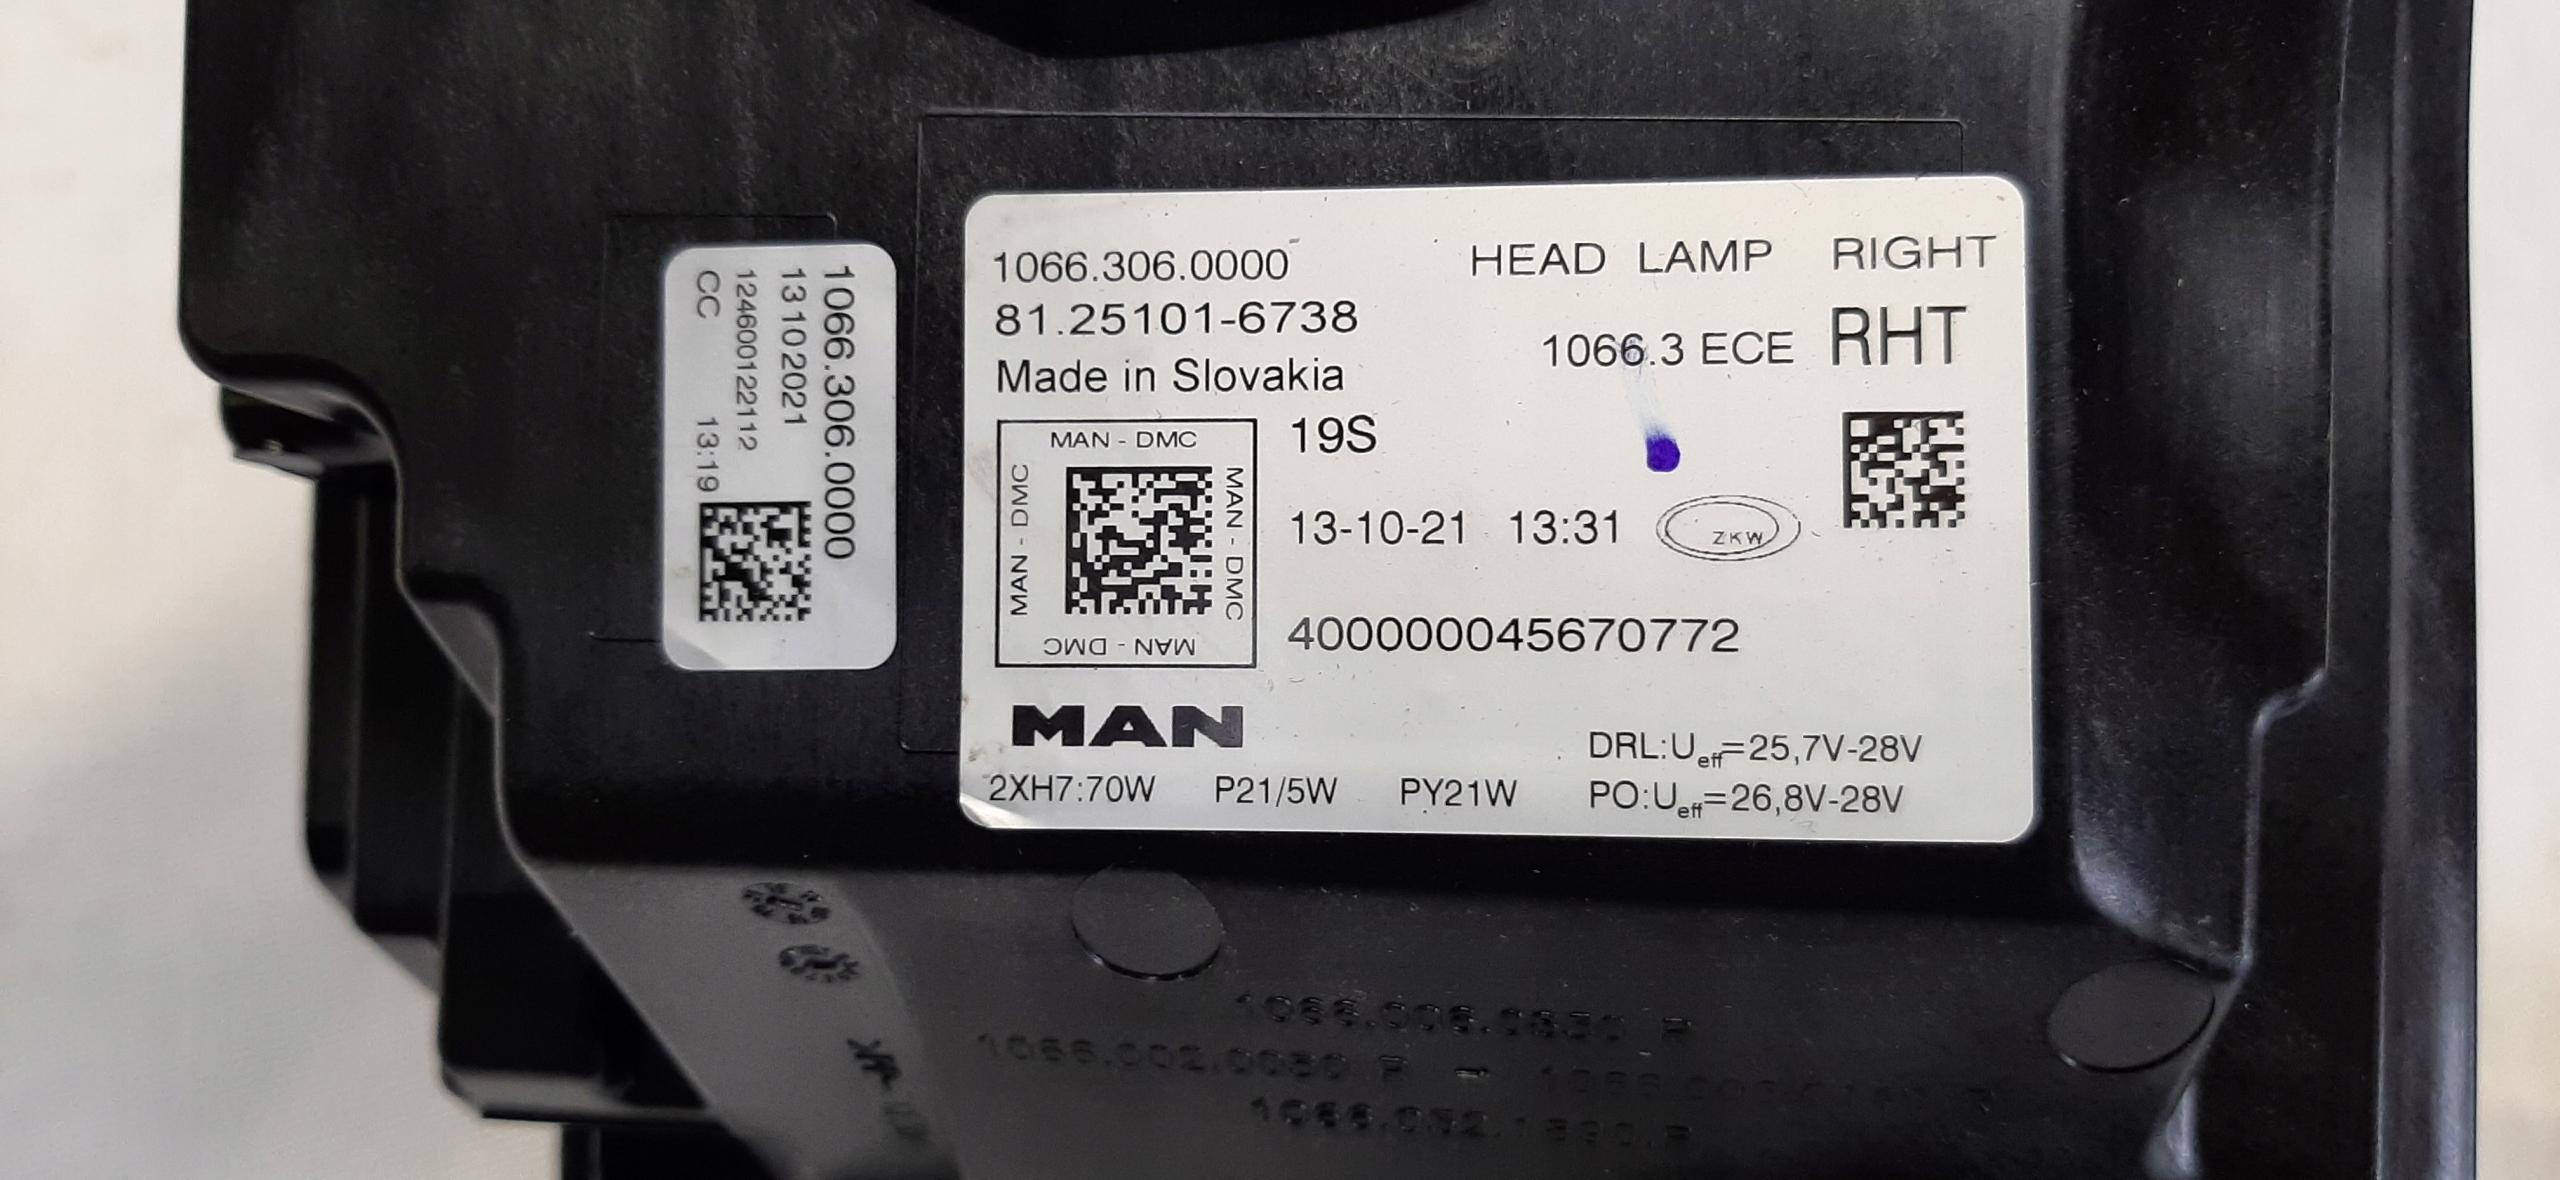 1066.306.0000
13102021
124600122112
CC 13:19
1066.306.0000 HEAD LAMP RIGHT
81.25101-6738
1066.3 ECE RHT
Made in Slovakia
MAN - DMC
MAN - DMC
MAN - DMC
MAN - DMC
19S
13-10-21 13:31 ZKW
400000045670772
MAN
DRL:Ueff=25,7V-28V
2XH7:70W P21/5W PY21W PO:Ueff=26,8V-28V